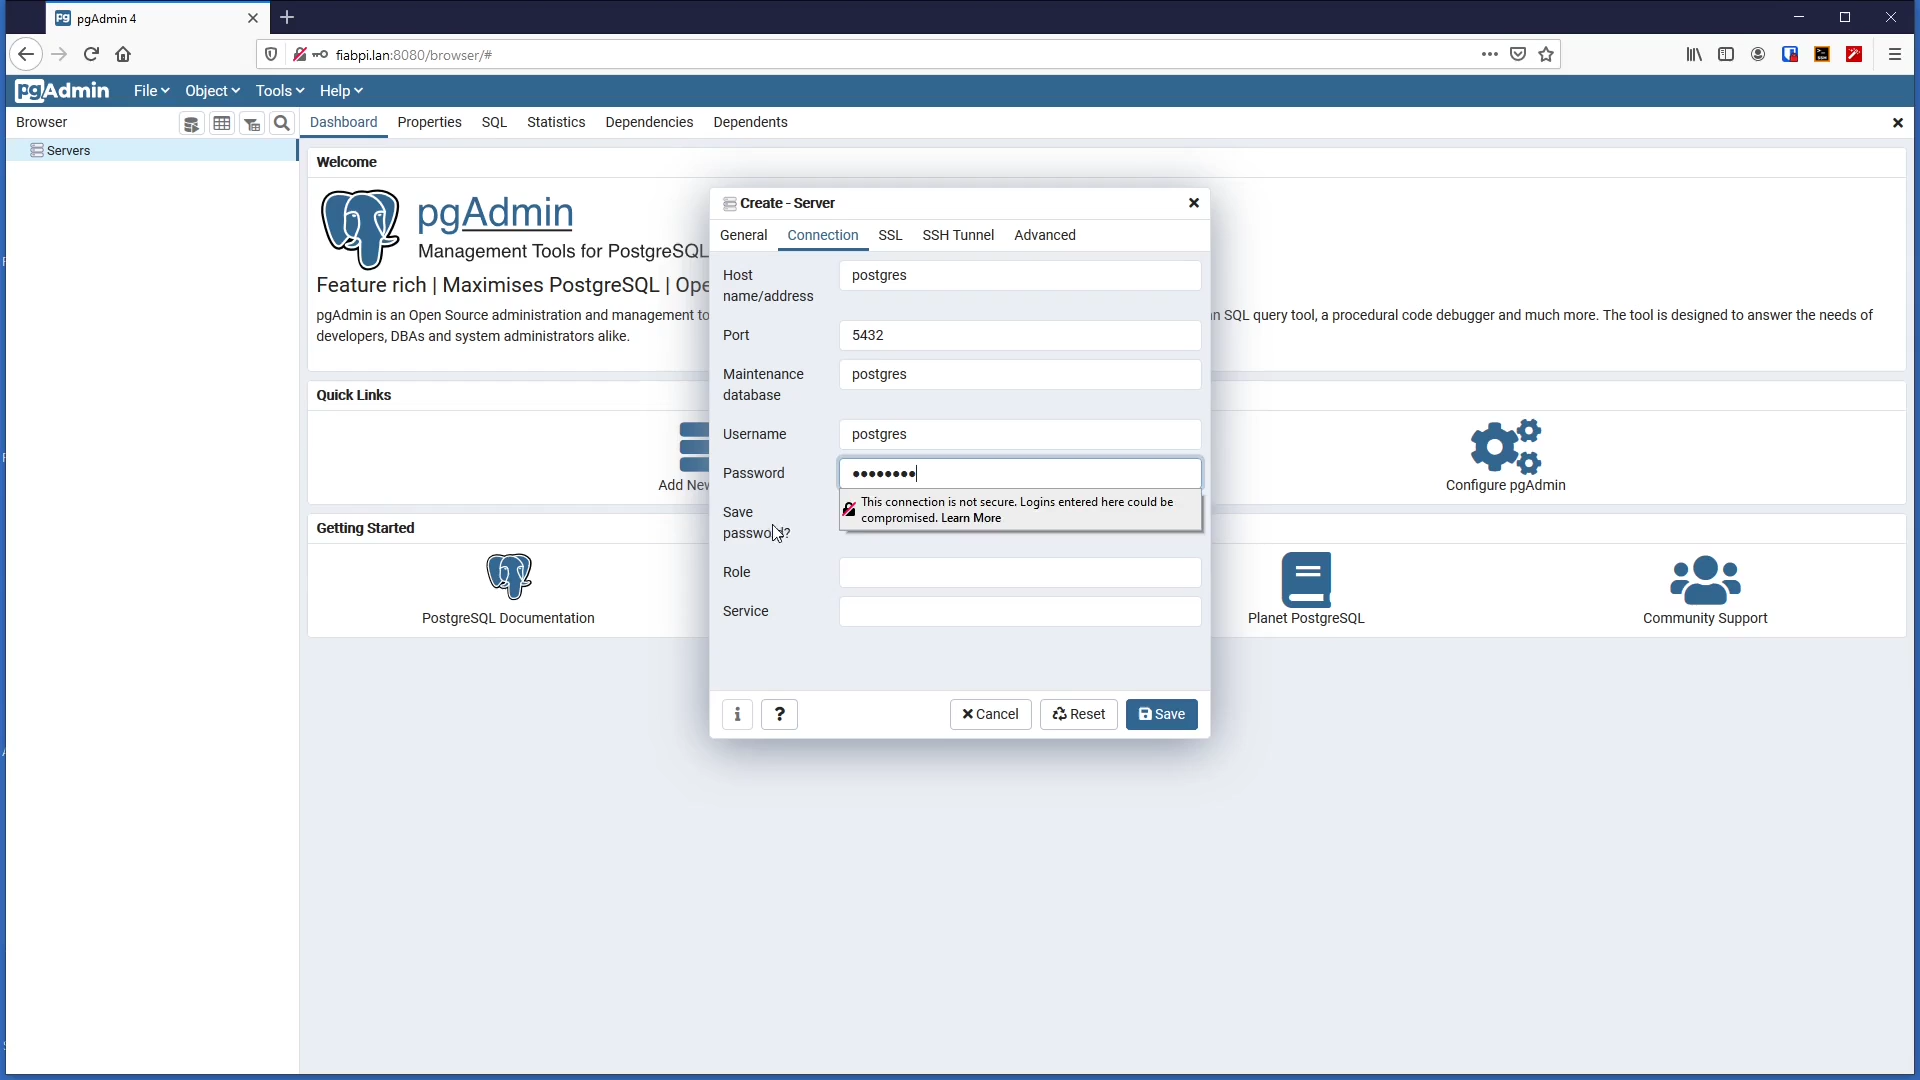 pgAdmin 4
fiabpi.lan:8080/browser/#
pgAdmin File Object Tools Help
Browser
Dashboard Properties SQL Statistics Dependencies Dependents
Servers
Welcome
pgAdmin
Management Tools for PostgreSQL
Feature rich | Maximises PostgreSQL | Ope
pgAdmin is an Open Source administration and management to
n SQL query tool, a procedural code debugger and much more. The tool is designed to answer the needs of
developers, DBAs and system administrators alike.
Quick Links
Add New
Configure pgAdmin
Getting Started
PostgreSQL Documentation
Planet PostgreSQL
Community Support
Create - Server
General Connection SSL SSH Tunnel Advanced
Host
name/address
postgres
Port
5432
Maintenance
database
postgres
Username
postgres
Password
••••••••
This connection is not secure. Logins entered here could be
compromised. Learn More
Save
password?
Role
Service
i ? Cancel Reset Save